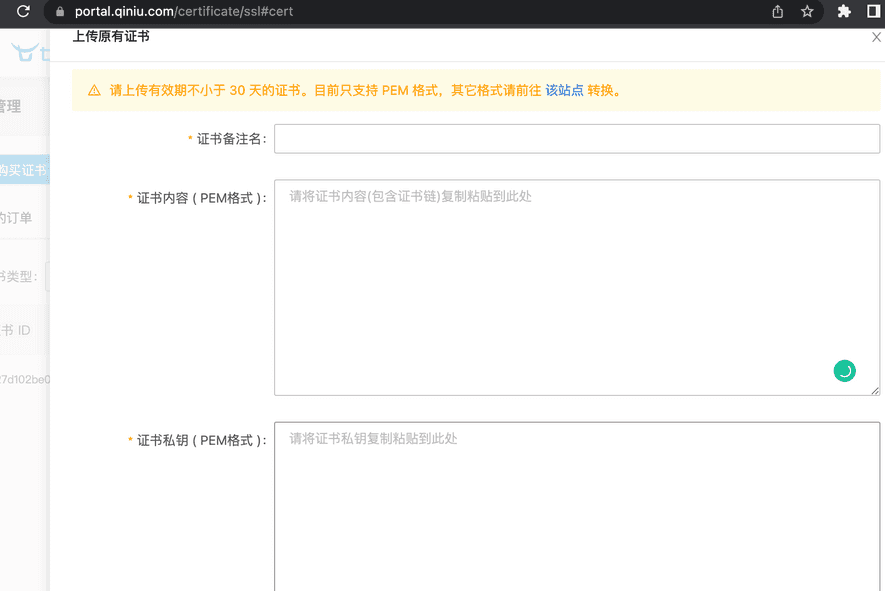 portal.qiniu.com/certificate/ssl#cert
上传原有证书
请上传有效期不小于 30 天的证书。目前只支持 PEM 格式，其它格式请前往 该站点 转换。
管理
* 证书备注名：
购买证书
* 证书内容 ( PEM格式 )：
请将证书内容(包含证书链)复制粘贴到此处
的订单
书类型：
书 ID
7d102be0
* 证书私钥 ( PEM格式 )：
请将证书私钥复制粘贴到此处